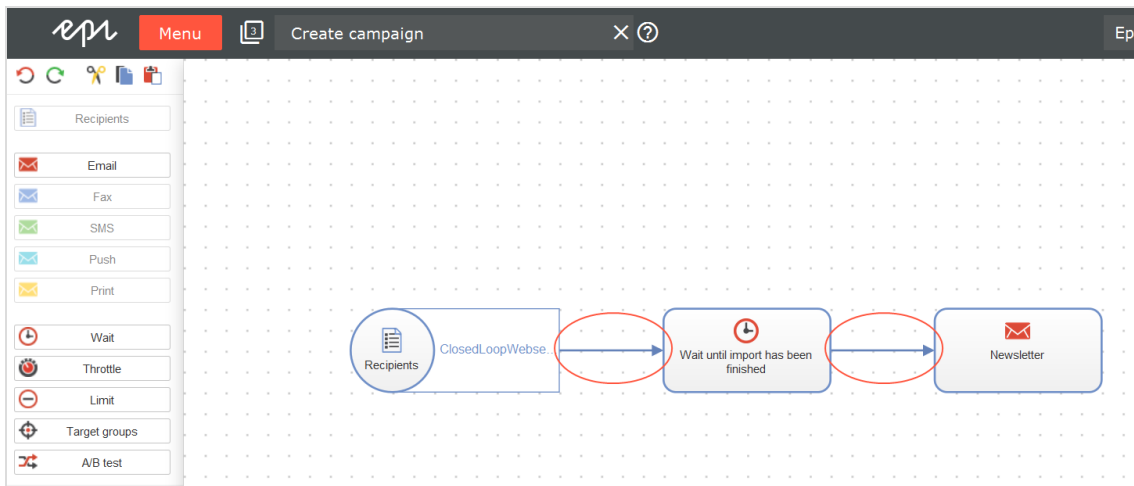 epi
Menu
3
Create campaign
Ep
Recipients
Email
Fax
SMS
Push
Print
Wait
Throttle
Limit
Target groups
A/B test
Recipients
ClosedLoopWebse...
Wait until import has been
finished
Newsletter